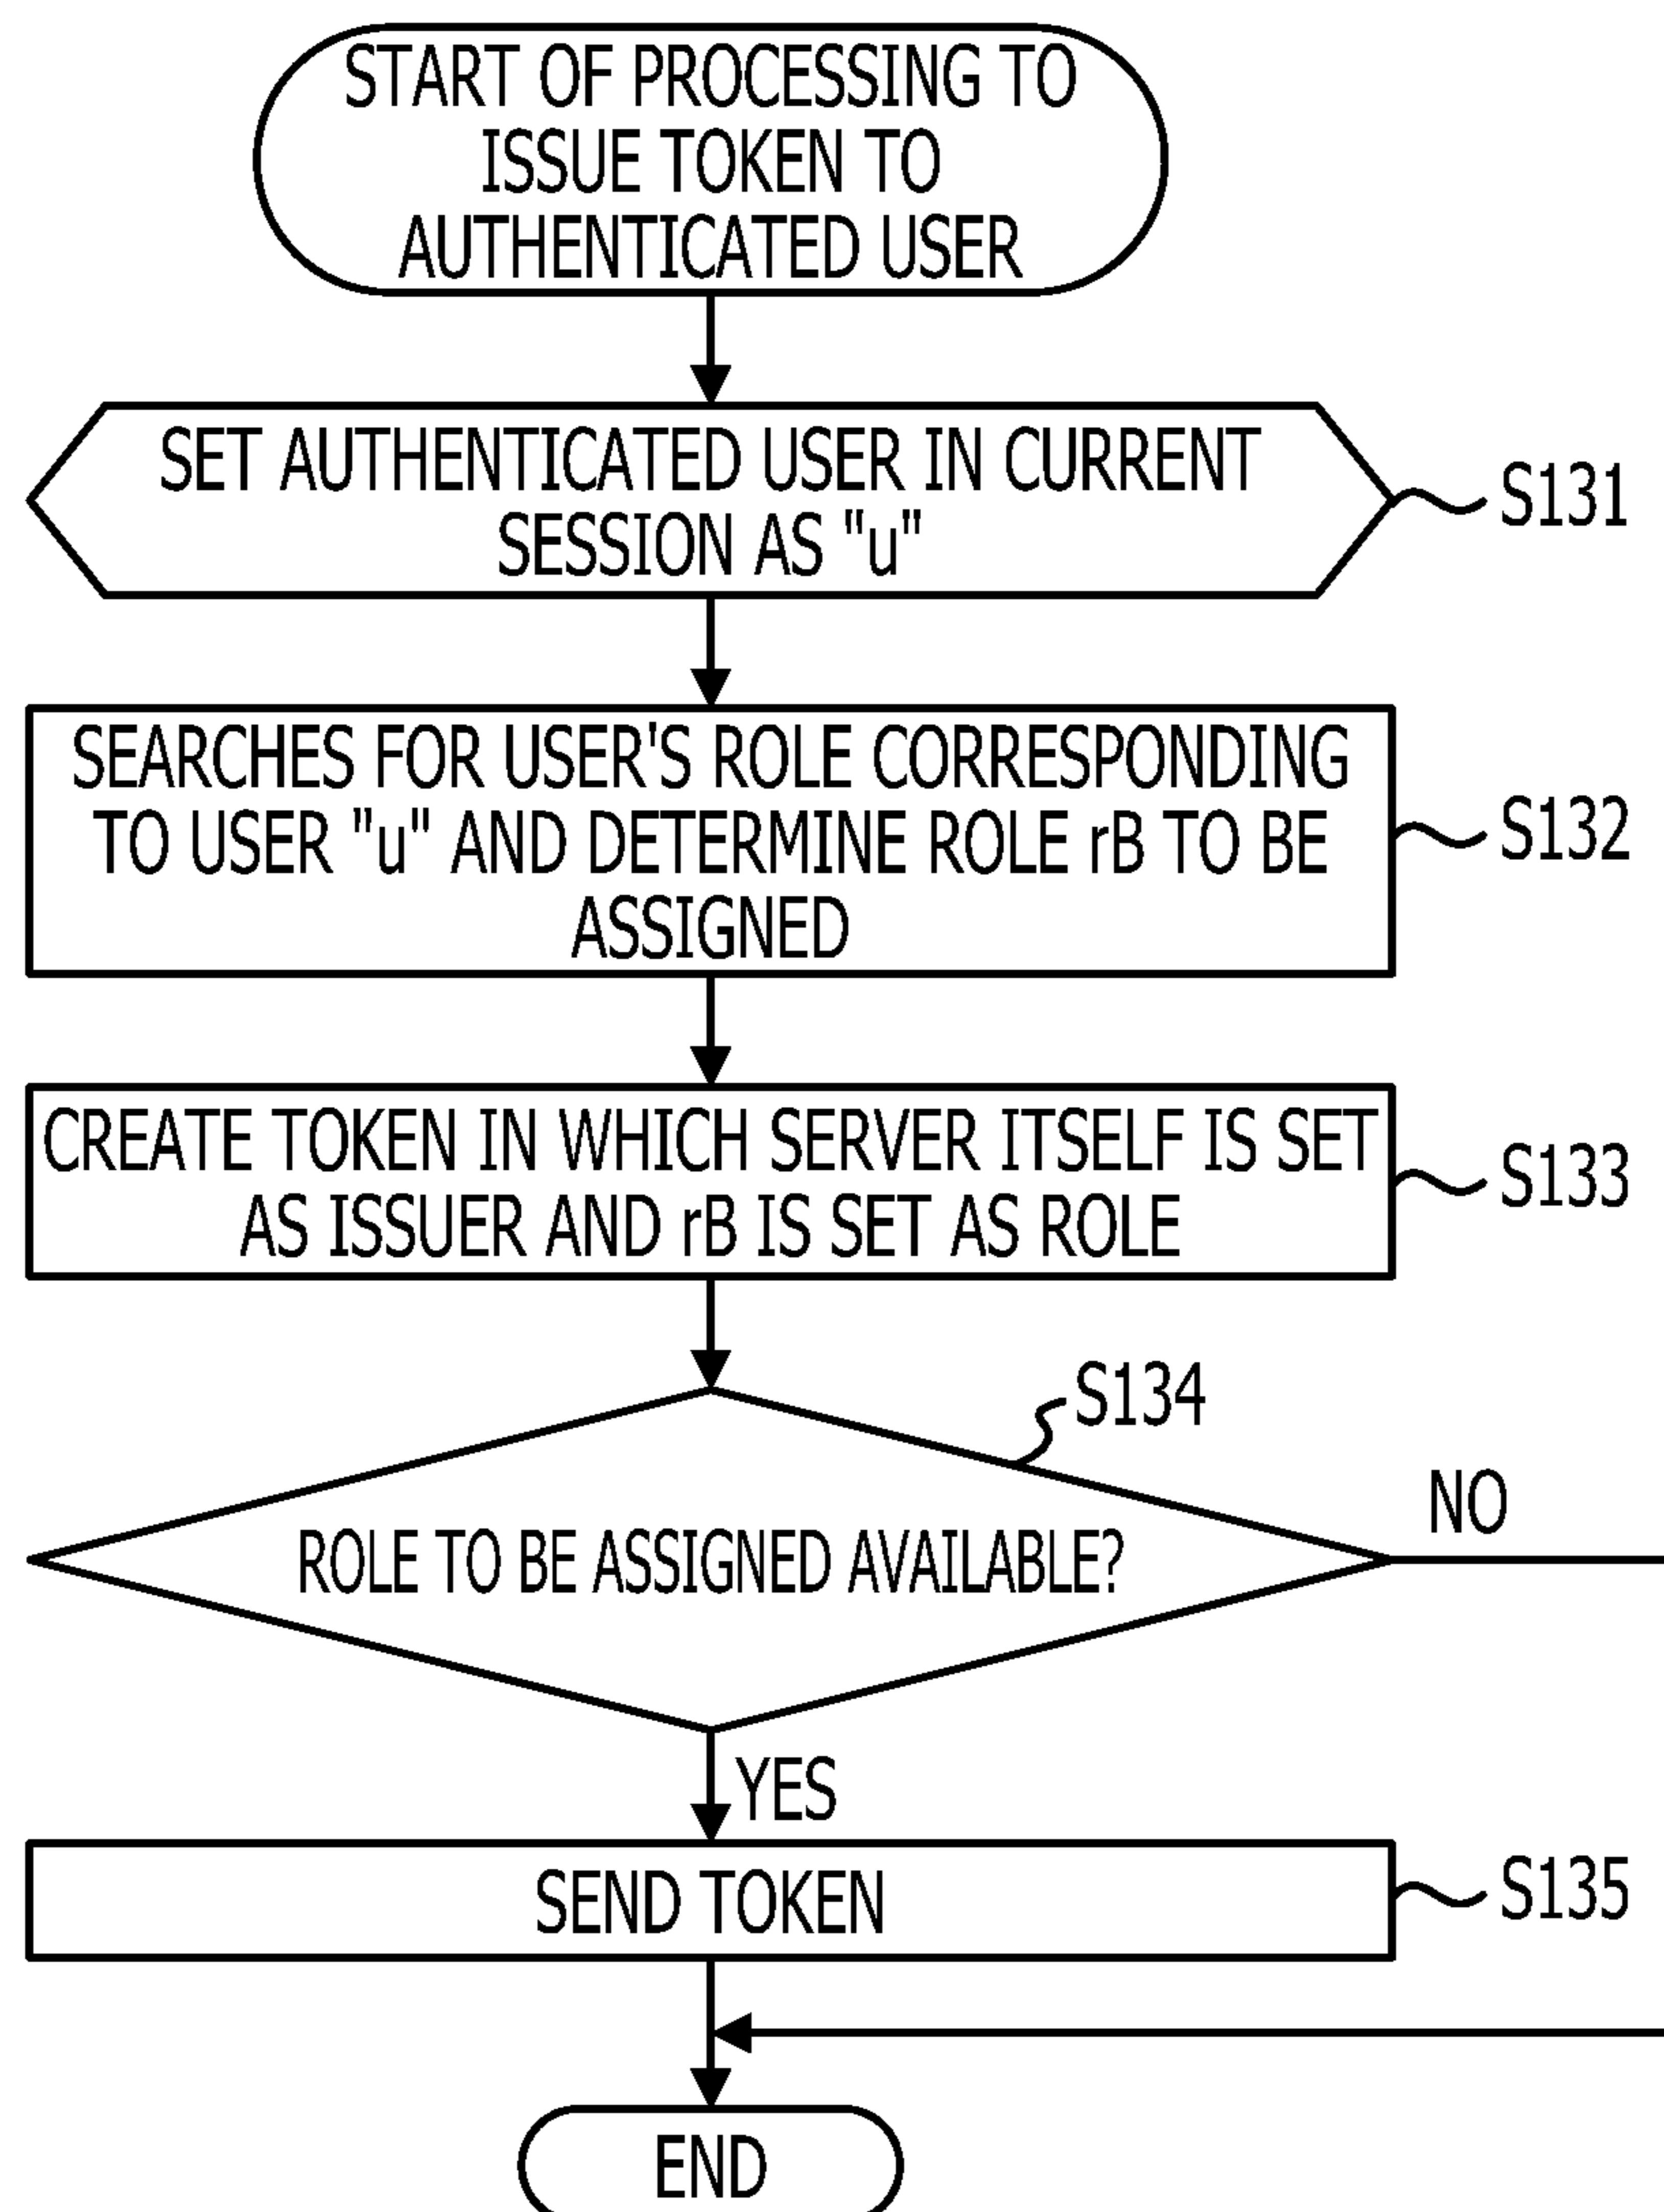 START OF PROCESSING TO
ISSUE TOKEN TO
AUTHENTICATED USER
SET AUTHENTICATED USER IN CURRENT
SESSION AS "u"
S131
SEARCHES FOR USER'S ROLE CORRESPONDING
TO USER "u" AND DETERMINE ROLE rB TO BE
ASSIGNED
S132
CREATE TOKEN IN WHICH SERVER ITSELF IS SET
AS ISSUER AND rB IS SET AS ROLE
S133
S134
NO
ROLE TO BE ASSIGNED AVAILABLE?
YES
SEND TOKEN
S135
END